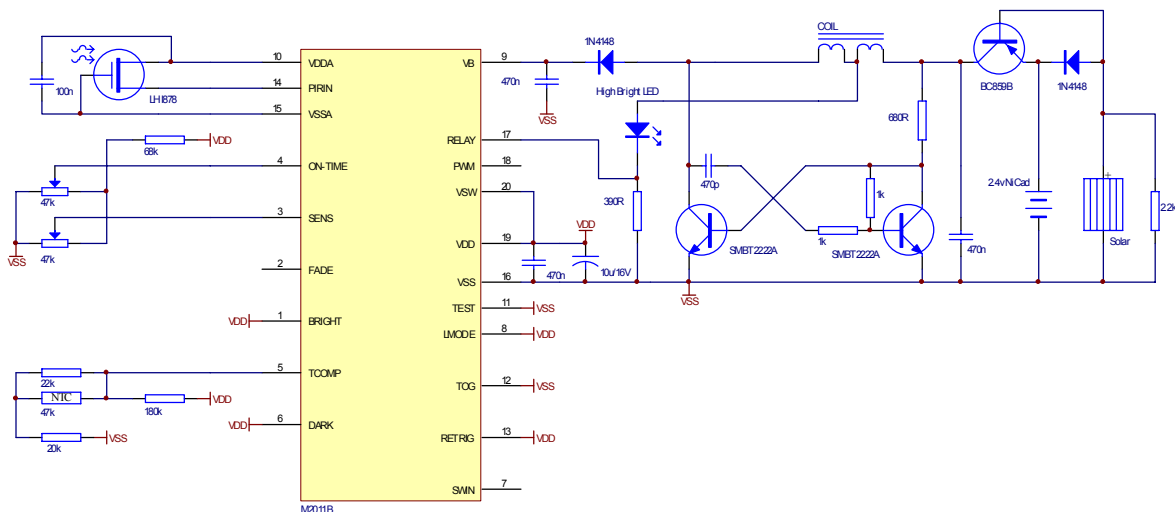 COIL
1N4148
10
VDDA
VB
9
100n
LHI878
14
PIRIN
470n
High Bright LED
BC859B
1N4148
15
VSSA
VSS
680R
68k
VDD
RELAY
17
4
ON-TIME
PWM
18
470p
VSW
20
1k
2.4v NiCad
47k
390R
2.2k
3
SENS
VDD
1k
VSS
47k
VDD
19
SMBT2222A
SMBT2222A
470n
Solar
2
FADE
470n
10u/16V
VSS
16
VSS
TEST
11
VSS
VDD
1
BRIGHT
LMODE
8
VDD
5
TCOMP
22k
TOG
12
VSS
NTC
VDD
47k
180k
VDD
6
DARK
RETRIG
13
VDD
VSS
20k
SWIN
7
M2011B